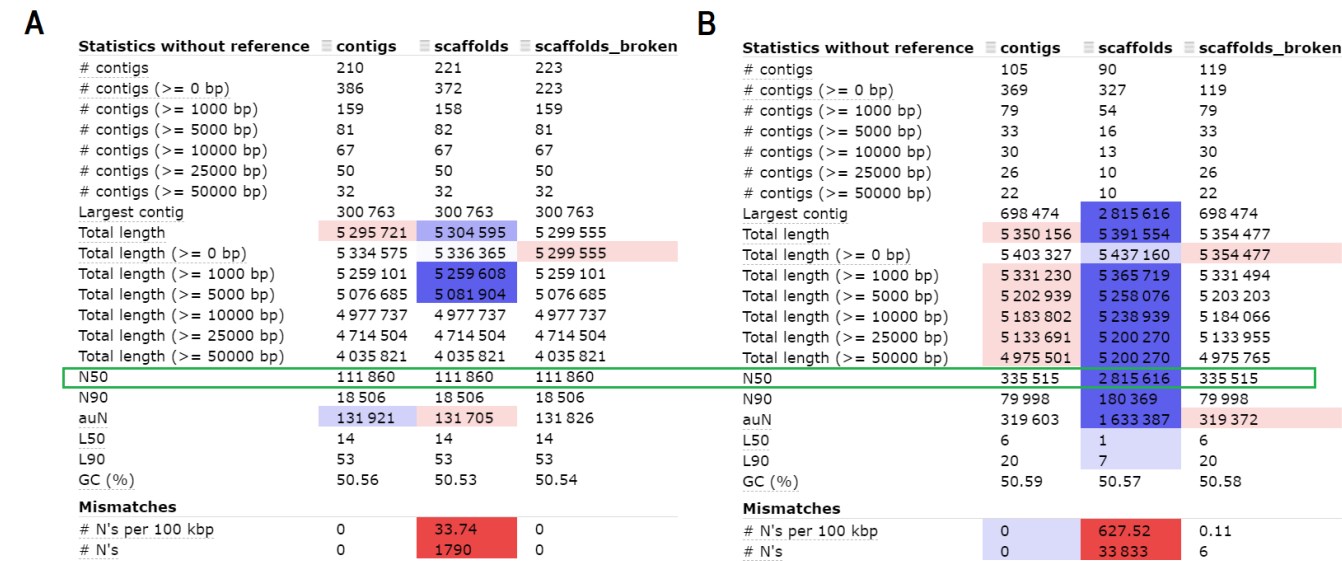 A
Statistics without reference contigs scaffolds scaffolds_broken
# contigs 210 221 223
# contigs (>= 0 bp) 386 372 223
# contigs (>= 1000 bp) 159 158 159
# contigs (>= 5000 bp) 81 82 81
# contigs (>= 10000 bp) 67 67 67
# contigs (>= 25000 bp) 50 50 50
# contigs (>= 50000 bp) 32 32 32
Largest contig 300 763 300 763 300 763
Total length 5 295 721 5 304 595 5 299 555
Total length (>= 0 bp) 5 334 575 5 336 365 5 299 555
Total length (>= 1000 bp) 5 259 101 5 259 608 5 259 101
Total length (>= 5000 bp) 5 076 685 5 081 904 5 076 685
Total length (>= 10000 bp) 4 977 737 4 977 737 4 977 737
Total length (>= 25000 bp) 4 714 504 4 714 504 4 714 504
Total length (>= 50000 bp) 4 035 821 4 035 821 4 035 821
N50 111 860 111 860 111 860
N90 18 506 18 506 18 506
auN 131 921 131 705 131 826
L50 14 14 14
L90 53 53 53
GC (%) 50.56 50.53 50.54
Mismatches
# N's per 100 kbp 0 33.74 0
# N's 0 1790 0
B
Statistics without reference contigs scaffolds scaffolds_broken
# contigs 105 90 119
# contigs (>= 0 bp) 369 327 119
# contigs (>= 1000 bp) 79 54 79
# contigs (>= 5000 bp) 33 16 33
# contigs (>= 10000 bp) 30 13 30
# contigs (>= 25000 bp) 26 10 26
# contigs (>= 50000 bp) 22 10 22
Largest contig 698 474 2 815 616 698 474
Total length 5 350 156 5 391 554 5 354 477
Total length (>= 0 bp) 5 403 327 5 437 160 5 354 477
Total length (>= 1000 bp) 5 331 230 5 365 719 5 331 494
Total length (>= 5000 bp) 5 202 939 5 258 076 5 203 203
Total length (>= 10000 bp) 5 183 802 5 238 939 5 184 066
Total length (>= 25000 bp) 5 133 691 5 200 270 5 133 955
Total length (>= 50000 bp) 4 975 501 5 200 270 4 975 765
N50 335 515 2 815 616 335 515
N90 79 998 180 369 79 998
auN 319 603 1 633 387 319 372
L50 6 1 6
L90 20 7 20
GC (%) 50.59 50.57 50.58
Mismatches
# N's per 100 kbp 0 627.52 0.11
# N's 0 33 833 6